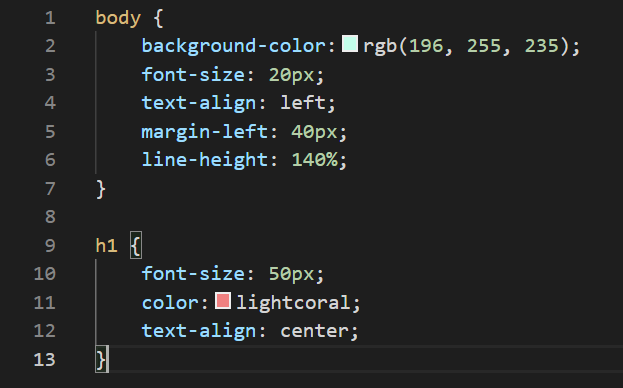 1 body {
2     background-color: rgb(196, 255, 235);
3     font-size: 20px;
4     text-align: left;
5     margin-left: 40px;
6     line-height: 140%;
7 }
8
9 h1 {
10     font-size: 50px;
11     color: lightcoral;
12     text-align: center;
13 }